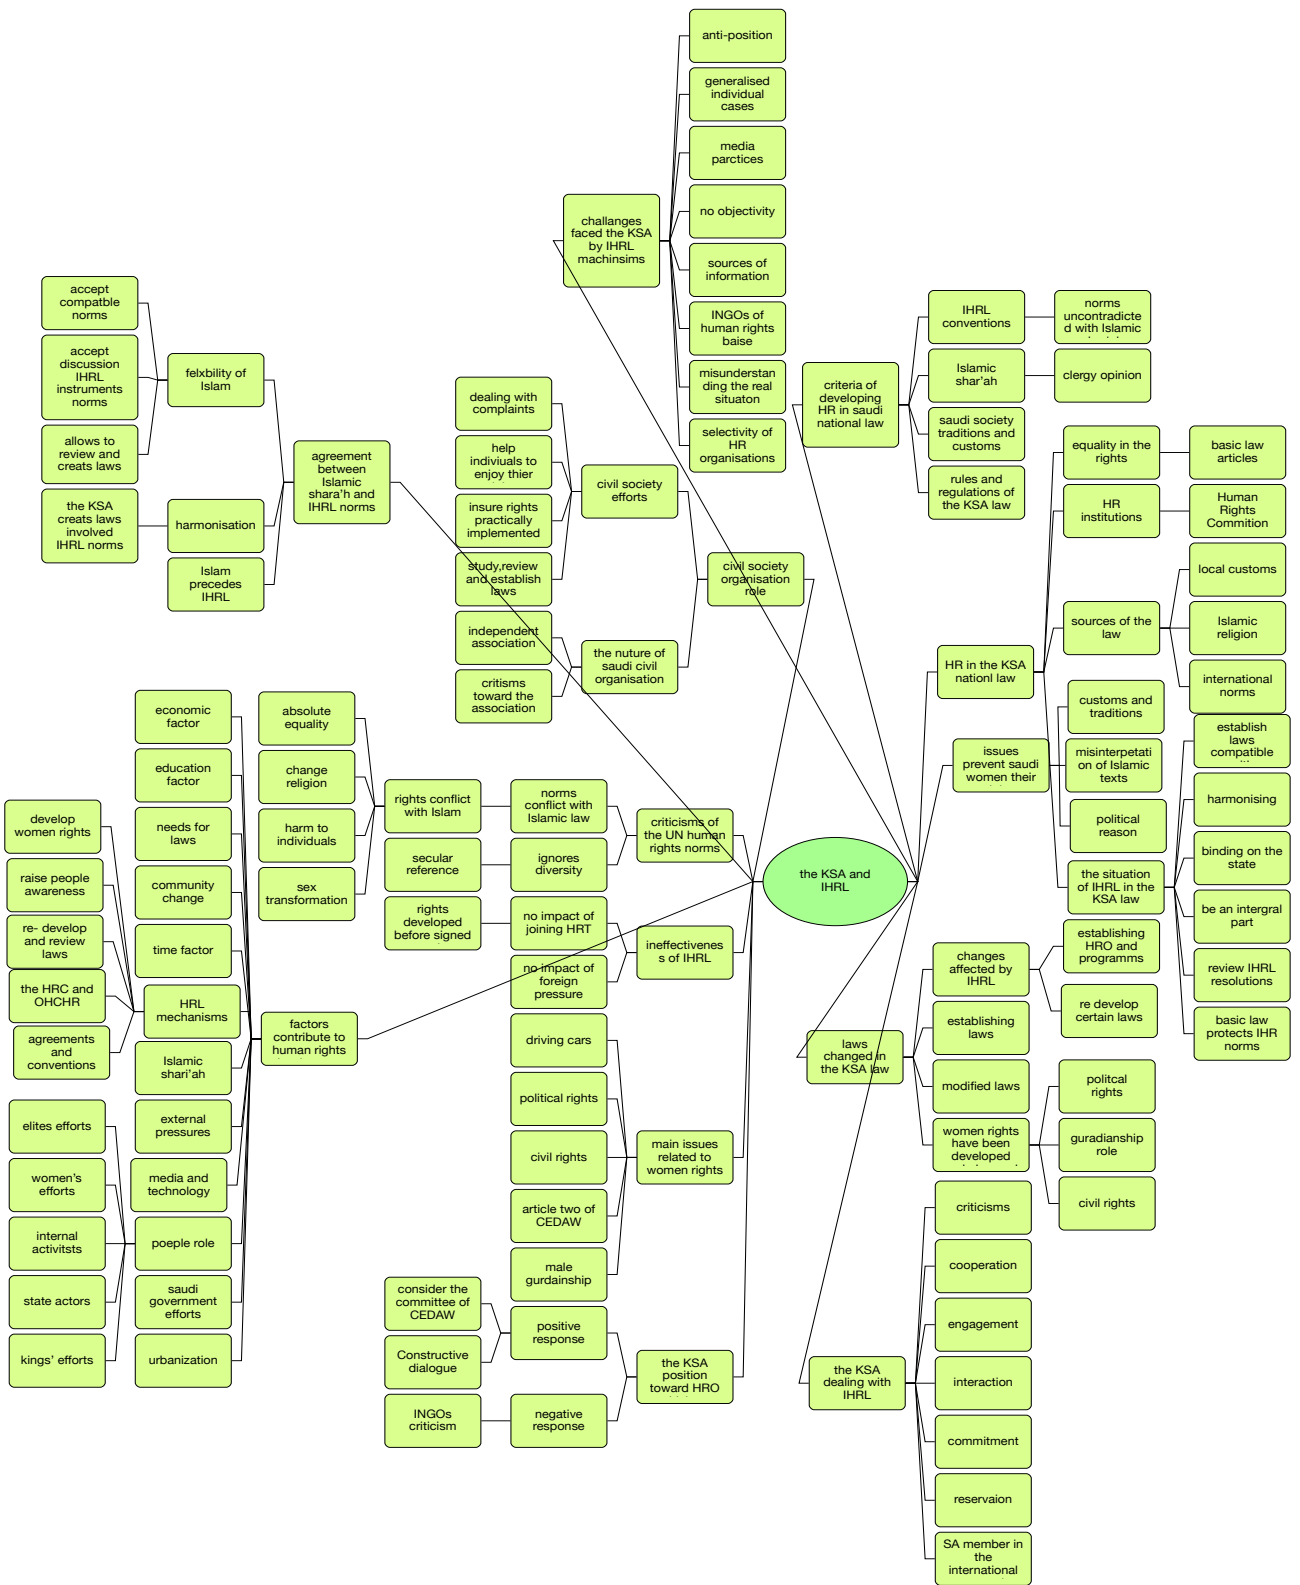 anti-position
generalised
individual
cases
media
parctices
no objectivity
sources of
information
INGOs of
human rights
baise
misunderstan
ding the real
situaton
selectivity of
HR
organisations
challanges
faced the KSA
by IHRL
machinsims
accept
compatble
norms
accept
discussion
IHRL
instruments
norms
allows to
review and
creats laws
the KSA
creats laws
involved
IHRL norms
felxbility of
Islam
harmonisation
Islam
precedes
IHRL
agreement
between
Islamic
shara'h and
IHRL norms
dealing with
complaints
help
indiviuals to
enjoy thier
insure rights
practically
implemented
study,review
and establish
laws
independent
association
critisms
toward the
association
civil society
efforts
the nuture of
saudi civil
organisation
civil society
organisation
role
criteria of
developing
HR in saudi
national law
IHRL
conventions
norms
uncontradicte
d with Islamic
Islamic
shar'ah
clergy opinion
saudi society
traditions and
customs
rules and
regulations of
the KSA law
HR in the KSA
nationl law
equality in the
rights
basic law
articles
HR
institutions
Human
Rights
Commition
sources of the
law
local customs
Islamic
religion
international
norms
issues
prevent saudi
women their
customs and
traditions
misinterpetati
on of Islamic
texts
political
reason
the situation
of IHRL in the
KSA law
establish
laws
compatible
harmonising
binding on the
state
be an intergral
part
review IHRL
resolutions
basic law
protects IHR
norms
the KSA and
IHRL
economic
factor
education
factor
needs for
laws
community
change
time factor
HRL
mechanisms
Islamic
shari'ah
external
pressures
media and
technology
poeple role
saudi
government
efforts
urbanization
develop
women rights
raise people
awareness
re- develop
and review
laws
the HRC and
OHCHR
agreements
and
conventions
elites efforts
women's
efforts
internal
activitsts
state actors
kings' efforts
factors
contribute to
human rights
absolute
equality
change
religion
harm to
individuals
sex
transformation
rights conflict
with Islam
secular
reference
rights
developed
before signed
norms
conflict with
Islamic law
ignores
diversity
no impact of
joining HRT
no impact of
foreign
pressure
criticisms of
the UN human
rights norms
ineffectivenes
s of IHRL
driving cars
political rights
civil rights
article two of
CEDAW
male
gurdainship
main issues
related to
women rights
consider the
committee of
CEDAW
Constructive
dialogue
INGOs
criticism
positive
response
negative
response
the KSA
position
toward HRO
laws
changed in
the KSA law
changes
affected by
IHRL
establishing
HRO and
programms
re develop
certain laws
establishing
laws
modified laws
women rights
have been
developed
politcal
rights
guradianship
role
civil rights
the KSA
dealing with
IHRL
criticisms
cooperation
engagement
interaction
commitment
reservaion
SA member in
the
international